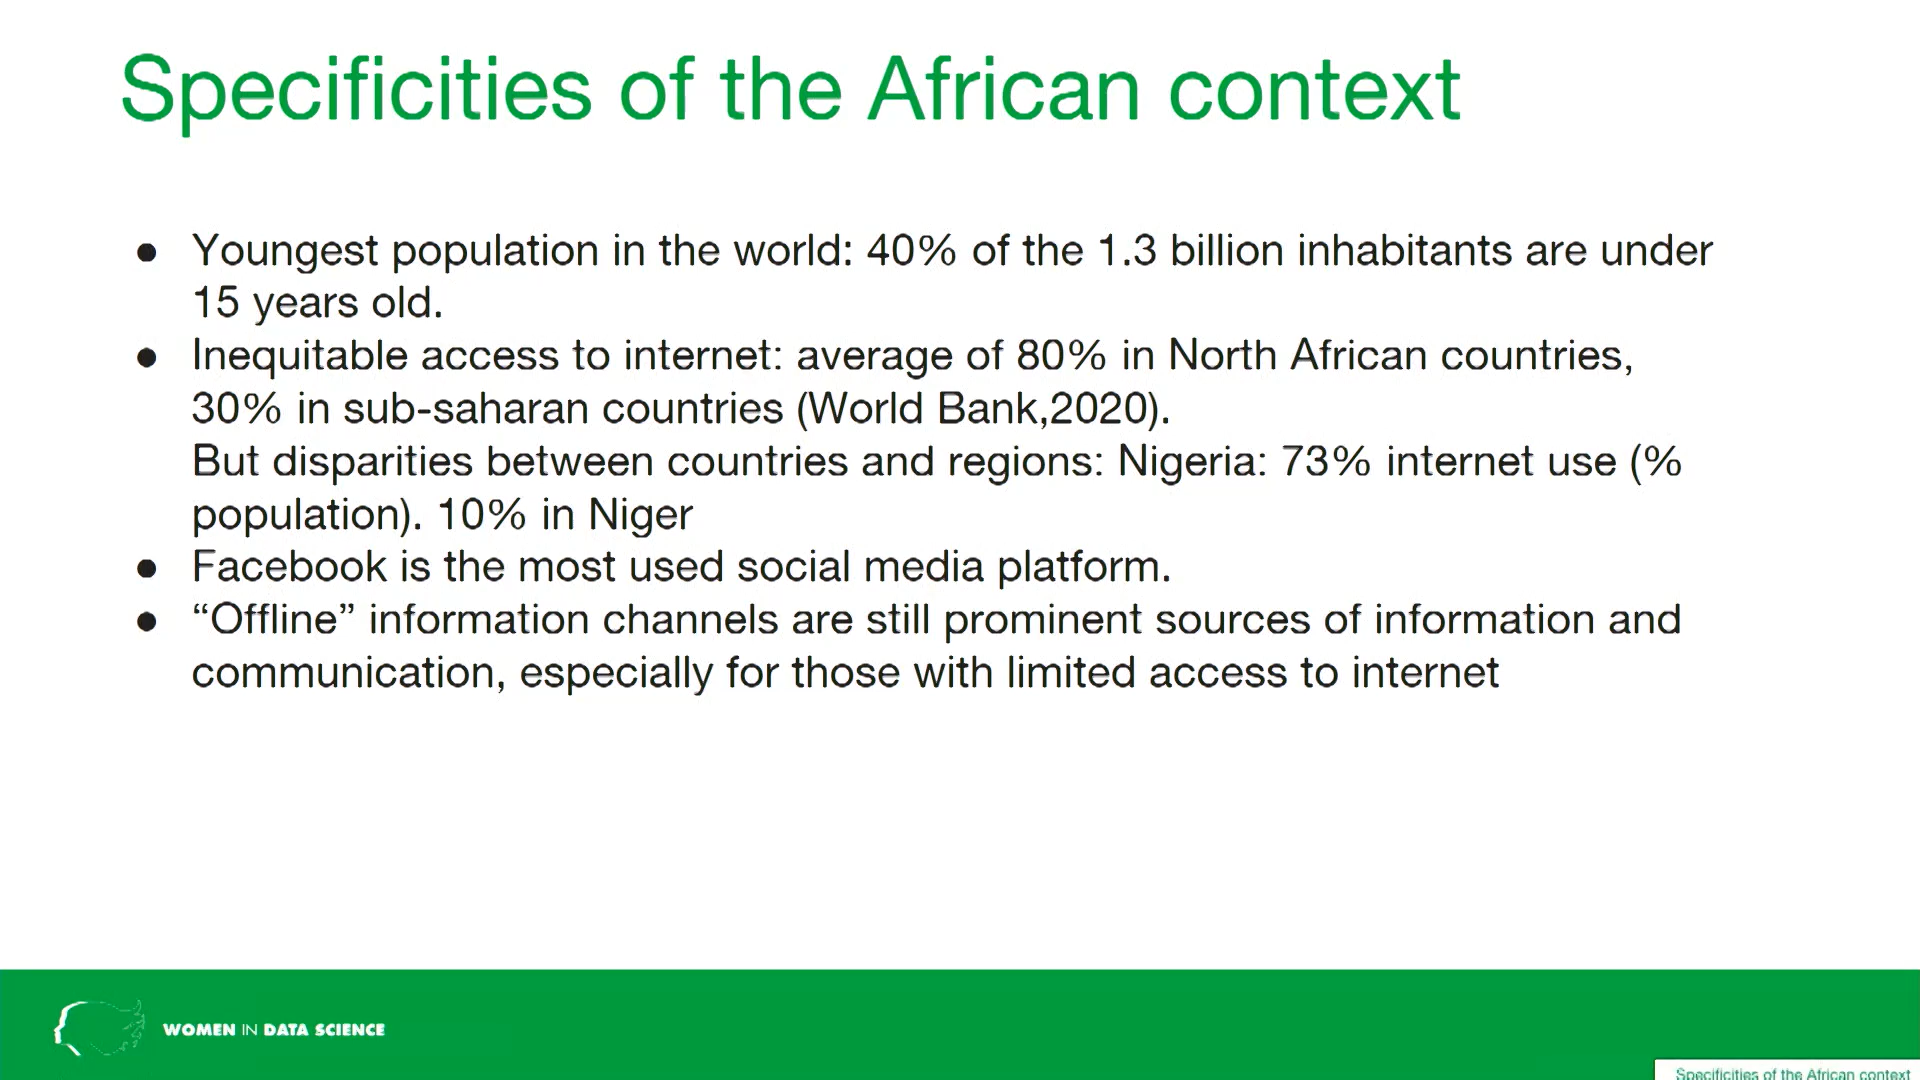 Specificities of the African context
● Youngest population in the world: 40% of the 1.3 billion inhabitants are under
15 years old.
● Inequitable access to internet: average of 80% in North African countries,
30% in sub-saharan countries (World Bank,2020).
But disparities between countries and regions: Nigeria: 73% internet use (%
population). 10% in Niger
● Facebook is the most used social media platform.
● “Offline” information channels are still prominent sources of information and
communication, especially for those with limited access to internet
WOMEN IN DATA SCIENCE
Specificities of the African context